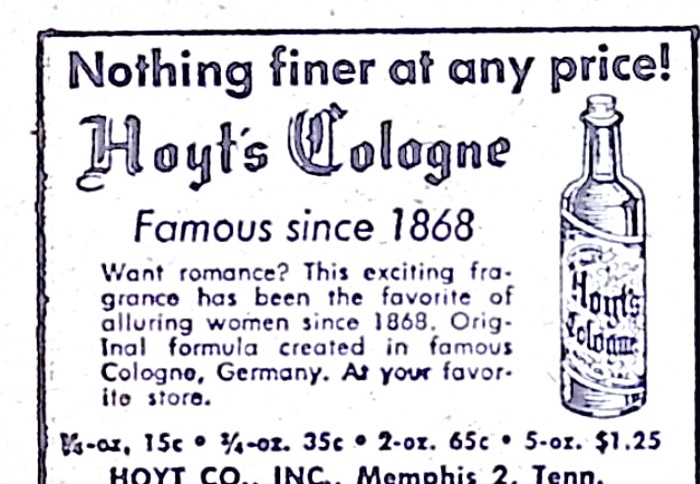 Nothing finer at any price!
Hoyt's Cologne
Famous since 1868
Want romance? This exciting fra-
grance has been the favorite of
alluring women since 1868. Orig-
inal formula created in famous
Cologne, Germany. At your favor-
ite store.
Hoyt's
Cologne
15c • ¾-oz. 35c • 2-oz. 65c • 5-oz. $1.25
HOYT CO., INC., Memphis 2, Tenn.